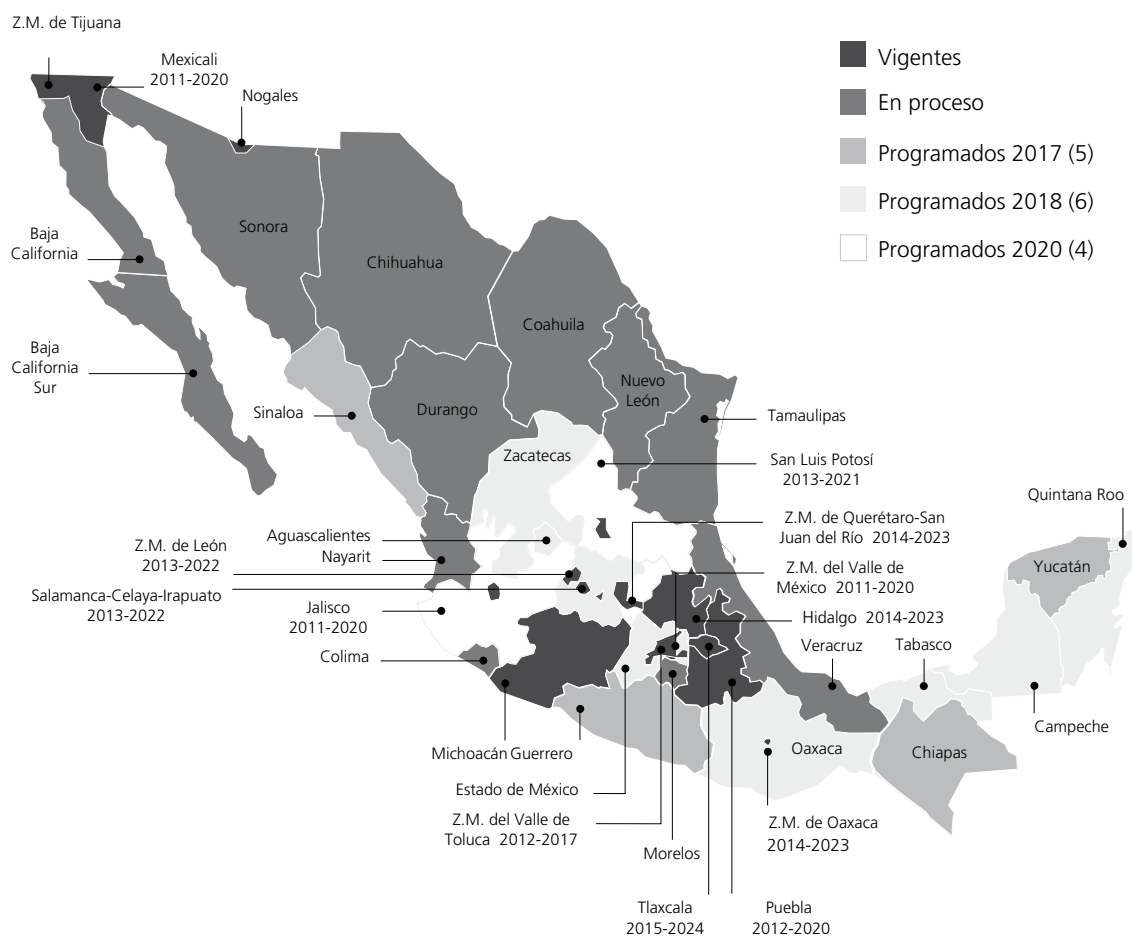 Z.M. de Tijuana
Mexicali
2011-2020
Nogales
Vigentes
En proceso
Programados 2017 (5)
Programados 2018 (6)
Programados 2020 (4)
Baja
California
Sonora
Chihuahua
Coahuila
Baja
California
Sur
Nuevo
León
Sinaloa
Durango
Tamaulipas
Zacatecas
San Luis Potosí
2013-2021
Quintana Roo
Aguascalientes
Nayarit
Z.M. de Querétaro-San
Juan del Río 2014-2023
Z.M. de León
2013-2022
Z.M. del Valle de
México 2011-2020
Yucatán
Salamanca-Celaya-Irapuato
2013-2022
Jalisco
2011-2020
Hidalgo 2014-2023
Colima
Veracruz
Tabasco
Campeche
Michoacán
Guerrero
Oaxaca
Chiapas
Estado de México
Z.M. del Valle de
Toluca 2012-2017
Z.M. de Oaxaca
2014-2023
Morelos
Tlaxcala
2015-2024
Puebla
2012-2020